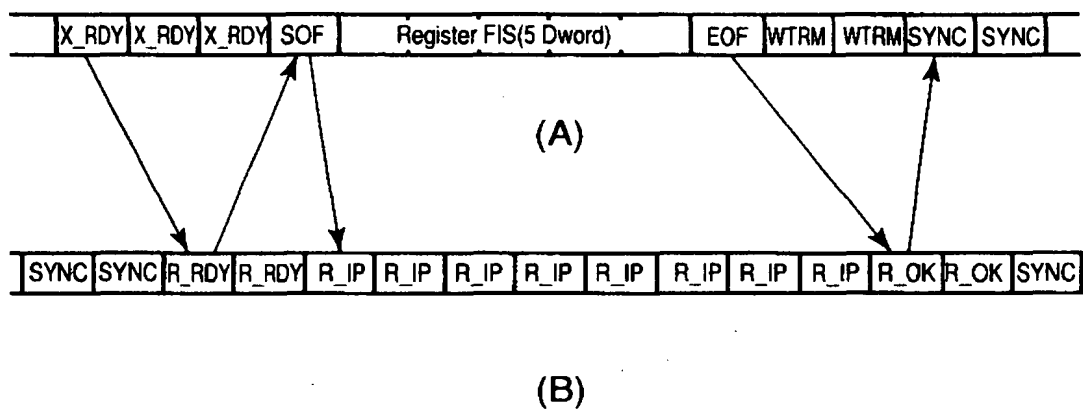 X_RDY X_RDY X_RDY SOF Register FIS(5 Dword) EOF WTRM WTRM SYNC SYNC
(A)
SYNC SYNC R_RDY R_RDY R_IP R_IP R_IP R_IP R_IP R_IP R_IP R_IP R_OK R_OK SYNC
(B)